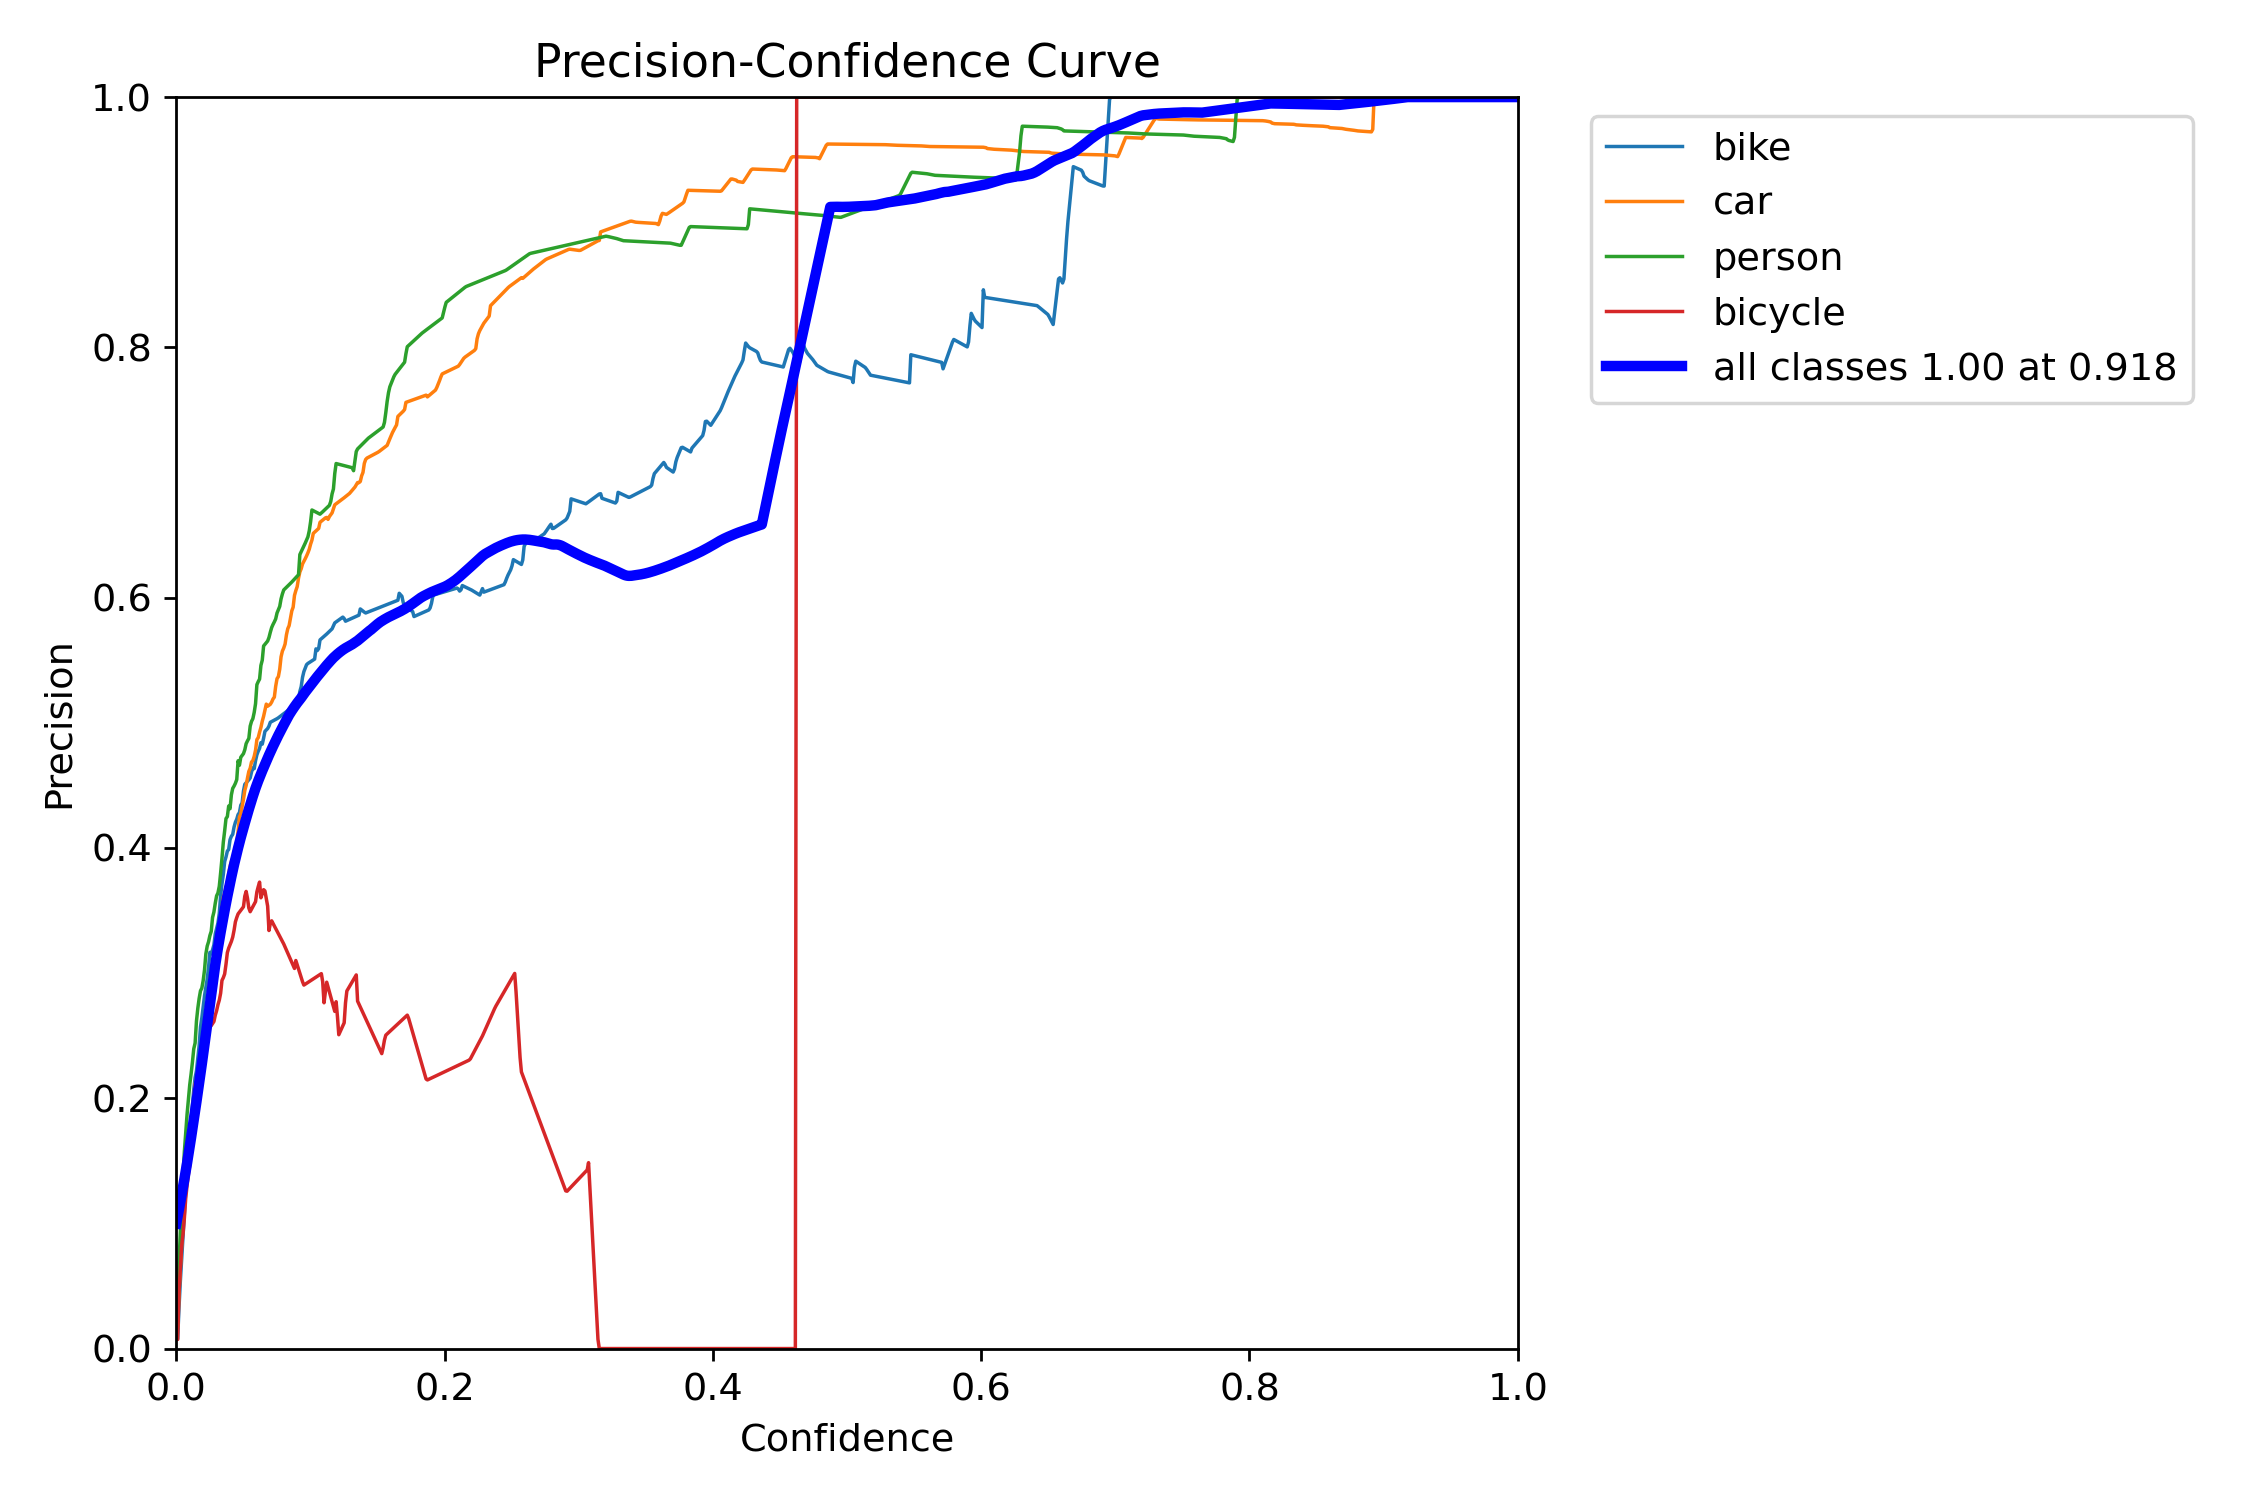 Precision-Confidence Curve
1.0
0.8
0.6
0.4
0.2
0.0
Precision
0.0 0.2 0.4 0.6 0.8 1.0
Confidence
bike
car
person
bicycle
all classes 1.00 at 0.918